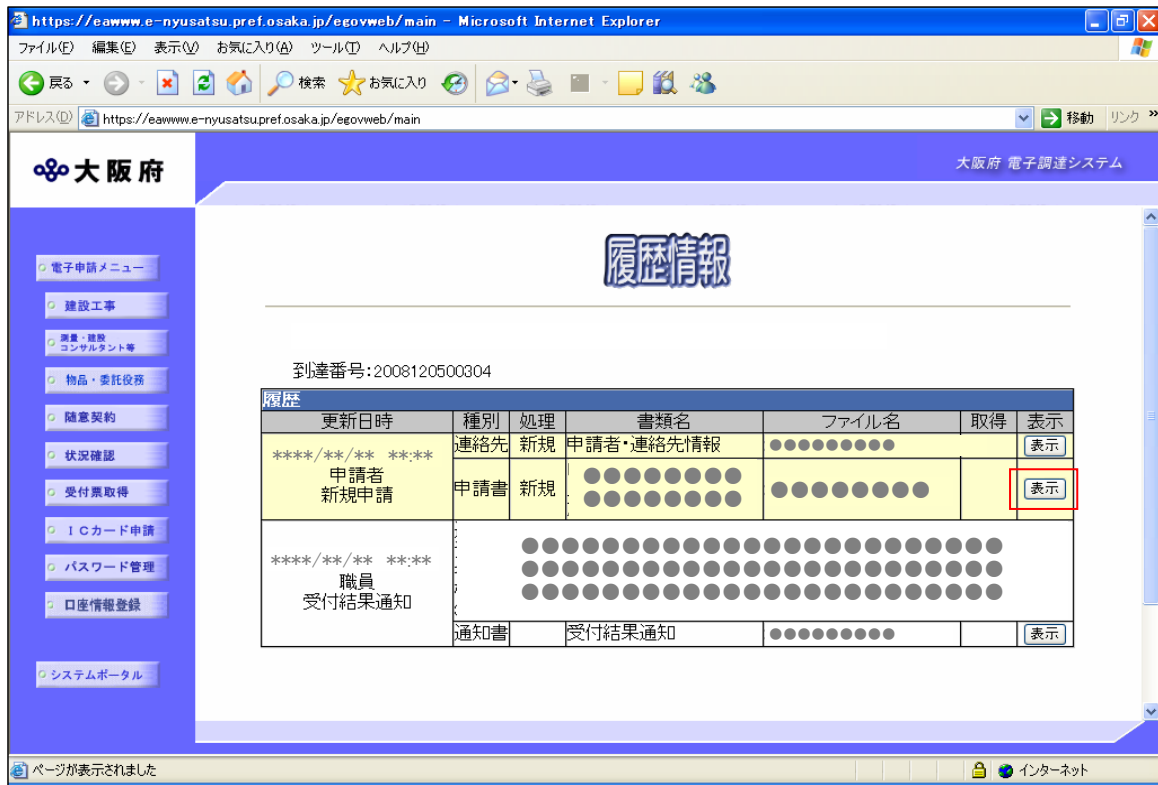 https://eawww.e-nyusatsu.pref.osaka.jp/egovweb/main - Microsoft Internet Explorer
ファイル(F) 編集(E) 表示(V) お気に入り(A) ツール(T) ヘルプ(H)
戻る 検索 お気に入り
アドレス(D) https://eawww.e-nyusatsu.pref.osaka.jp/egovweb/main 移動 リンク »
大阪府
大阪府 電子調達システム
電子申請メニュー
建設工事
測量・建設
コンサルタント等
物品・委託役務
随意契約
状況確認
受付票取得
ICカード申請
パスワード管理
口座情報登録
システムポータル
履歴情報
到達番号:2008120500304
履歴
更新日時 種別 処理 書類名 ファイル名 取得 表示
****/**/** **:**
申請者
新規申請
連絡先 新規 申請者・連絡先情報 ●●●●●●●●● 表示
申請書 新規 ●●●●●●●● ●●●●●●●● 表示
●●●●●●●●
****/**/** **:**
職員
受付結果通知
●●●●●●●●●●●●●●●●●●●●●●●●
●●●●●●●●●●●●●●●●●●●●●●●●
●●●●●●●●●●●●●●●●●●●●●●●●
通知書 受付結果通知 ●●●●●●●●● 表示
ページが表示されました インターネット